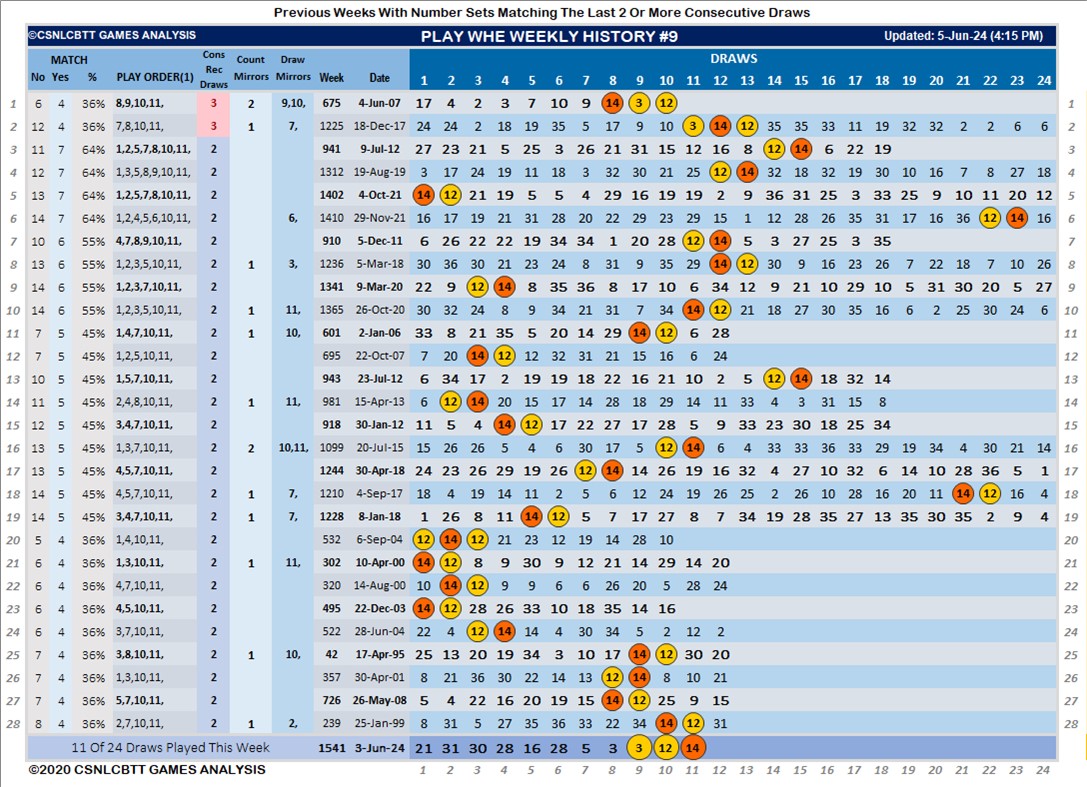 Previous Weeks With Number Sets Matching The Last 2 Or More Consecutive Draws
©CSNLCBTT GAMES ANALYSIS PLAY WHE WEEKLY HISTORY #9 Updated: 5-Jun-24 (4:15 PM)
MATCH Cons Rec Draws Count Mirrors Draw Mirrors DRAWS
No Yes % PLAY ORDER(1) Week Date 1 2 3 4 5 6 7 8 9 10 11 12 13 14 15 16 17 18 19 20 21 22 23 24
1 6 4 36% 8,9,10,11, 3 2 9,10, 675 4-Jun-07 17 4 2 3 7 10 9 14 3 12 1
2 12 4 36% 7,8,10,11, 3 1 7, 1225 18-Dec-17 24 24 2 18 19 35 5 17 9 10 3 14 12 35 35 33 11 19 32 32 2 2 6 6 2
3 11 7 64% 1,2,5,7,8,10,11, 2 941 9-Jul-12 27 23 21 5 25 3 26 21 31 15 12 16 8 12 14 6 22 19 3
4 12 7 64% 1,3,5,8,9,10,11, 2 1312 19-Aug-19 3 17 24 19 11 18 3 32 30 21 25 12 14 32 18 32 19 30 10 16 7 8 27 18 4
5 13 7 64% 1,2,5,7,8,10,11, 2 1402 4-Oct-21 14 12 21 19 5 5 4 29 16 19 19 2 9 36 31 25 33 25 9 10 11 20 12 5
6 14 7 64% 1,2,4,5,6,10,11, 2 6, 1410 29-Nov-21 16 17 19 21 31 28 20 22 29 23 29 15 1 12 28 26 35 31 17 16 36 12 14 16 6
7 10 6 55% 4,7,8,9,10,11, 2 910 5-Dec-11 6 26 22 22 19 34 34 1 20 28 12 14 5 3 27 25 3 35 7
8 13 6 55% 1,2,3,5,10,11, 2 1 3, 1236 5-Mar-18 30 36 30 21 23 24 8 31 9 35 29 14 12 30 9 16 23 26 7 22 18 7 10 26 8
9 14 6 55% 1,2,3,7,10,11, 2 1341 9-Mar-20 22 9 12 14 8 35 36 8 17 10 6 34 12 9 21 10 29 10 5 31 30 20 5 27 9
10 14 6 55% 1,2,3,5,10,11, 2 1 11, 1365 26-Oct-20 30 32 24 8 9 34 21 31 7 34 14 12 21 18 27 30 35 16 6 2 25 30 24 6 10
11 7 5 45% 1,4,7,10,11, 2 1 10, 601 2-Jan-06 33 8 21 35 5 20 14 29 14 12 6 28 11
12 7 5 45% 1,2,5,10,11, 2 695 22-Oct-07 7 20 14 12 12 32 31 21 15 16 6 24 12
13 10 5 45% 1,5,7,10,11, 2 943 23-Jul-12 6 34 17 2 19 19 18 22 16 21 10 2 5 12 14 18 32 14 13
14 11 5 45% 2,4,8,10,11, 2 1 11, 981 15-Apr-13 6 12 14 20 15 17 14 28 18 29 14 11 33 4 3 31 15 8 14
15 12 5 45% 3,4,7,10,11, 2 918 30-Jan-12 11 5 4 14 12 17 22 27 17 28 5 9 33 23 30 18 25 34 15
16 13 5 45% 1,3,7,10,11, 2 2 10,11, 1099 20-Jul-15 15 26 26 5 4 6 30 17 5 12 14 6 4 33 33 36 33 29 19 34 4 30 21 14 16
17 13 5 45% 4,5,7,10,11, 2 1244 30-Apr-18 24 23 26 29 19 26 12 14 14 26 19 16 32 4 27 10 32 6 14 10 28 36 5 1 17
18 14 5 45% 4,5,7,10,11, 2 1 7, 1210 4-Sep-17 18 4 19 14 11 2 5 6 12 24 19 26 25 2 26 10 28 16 20 11 14 12 16 4 18
19 14 5 45% 3,4,7,10,11, 2 1 7, 1228 8-Jan-18 1 26 8 11 14 12 5 7 17 27 8 7 34 19 28 35 27 13 35 30 35 2 9 4 19
20 5 4 36% 1,4,10,11, 2 532 6-Sep-04 12 14 12 21 23 12 19 14 28 10 20
21 6 4 36% 1,3,10,11, 2 1 11, 302 10-Apr-00 14 12 8 9 30 9 12 21 14 29 14 20 21
22 6 4 36% 4,7,10,11, 2 320 14-Aug-00 10 14 12 9 9 6 6 26 20 5 28 24 22
23 6 4 36% 4,5,10,11, 2 495 22-Dec-03 14 12 28 26 33 10 18 35 14 16 23
24 6 4 36% 3,7,10,11, 2 522 28-Jun-04 22 4 12 14 14 4 30 34 5 2 12 2 24
25 7 4 36% 3,8,10,11, 2 1 10, 42 17-Apr-95 25 13 20 19 34 3 10 17 14 12 30 20 25
26 7 4 36% 1,3,10,11, 2 357 30-Apr-01 8 21 36 30 22 14 13 12 14 8 10 21 26
27 7 4 36% 5,7,10,11, 2 726 26-May-08 5 4 22 16 20 19 15 14 12 25 9 15 27
28 8 4 36% 2,7,10,11, 2 1 2, 239 25-Jan-99 8 31 5 27 35 36 33 22 34 14 12 31 28
11 Of 24 Draws Played This Week 1541 3-Jun-24 21 31 30 28 16 28 5 3 3 12 14
©2020 CSNLCBTT GAMES ANALYSIS 1 2 3 4 5 6 7 8 9 10 11 12 13 14 15 16 17 18 19 20 21 22 23 24